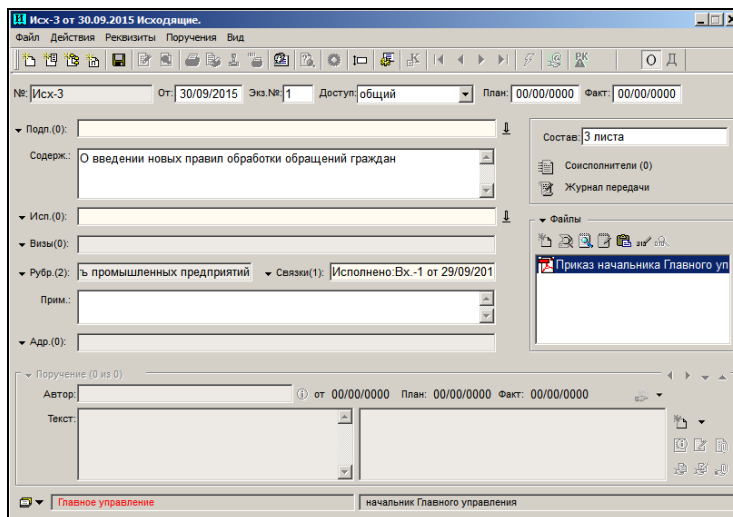 Исх-3 от 30.09.2015 Исходящие.
Файл Действия Реквизиты Поручения Вид
О Д
№: Исх-3 От: 30/09/2015 Экз.№: 1 Доступ: общий План: 00/00/0000 Факт: 00/00/0000
Подп.(0):
Состав: 3 листа
Содерж.: О введении новых правил обработки обращений граждан
Соисполнители (0)
Журнал передачи
Исп.(0):
Файлы
Визы(0):
Рубр.(2): ь промышленных предприятий Связки(1): Исполнено:Вх.-1 от 29/09/201
Приказ начальника Главного уп
Прим.:
Адр.(0):
Поручение (0 из 0)
Автор: от 00/00/0000 План: 00/00/0000 Факт: 00/00/0000
Текст:
Главное управление начальник Главного управления